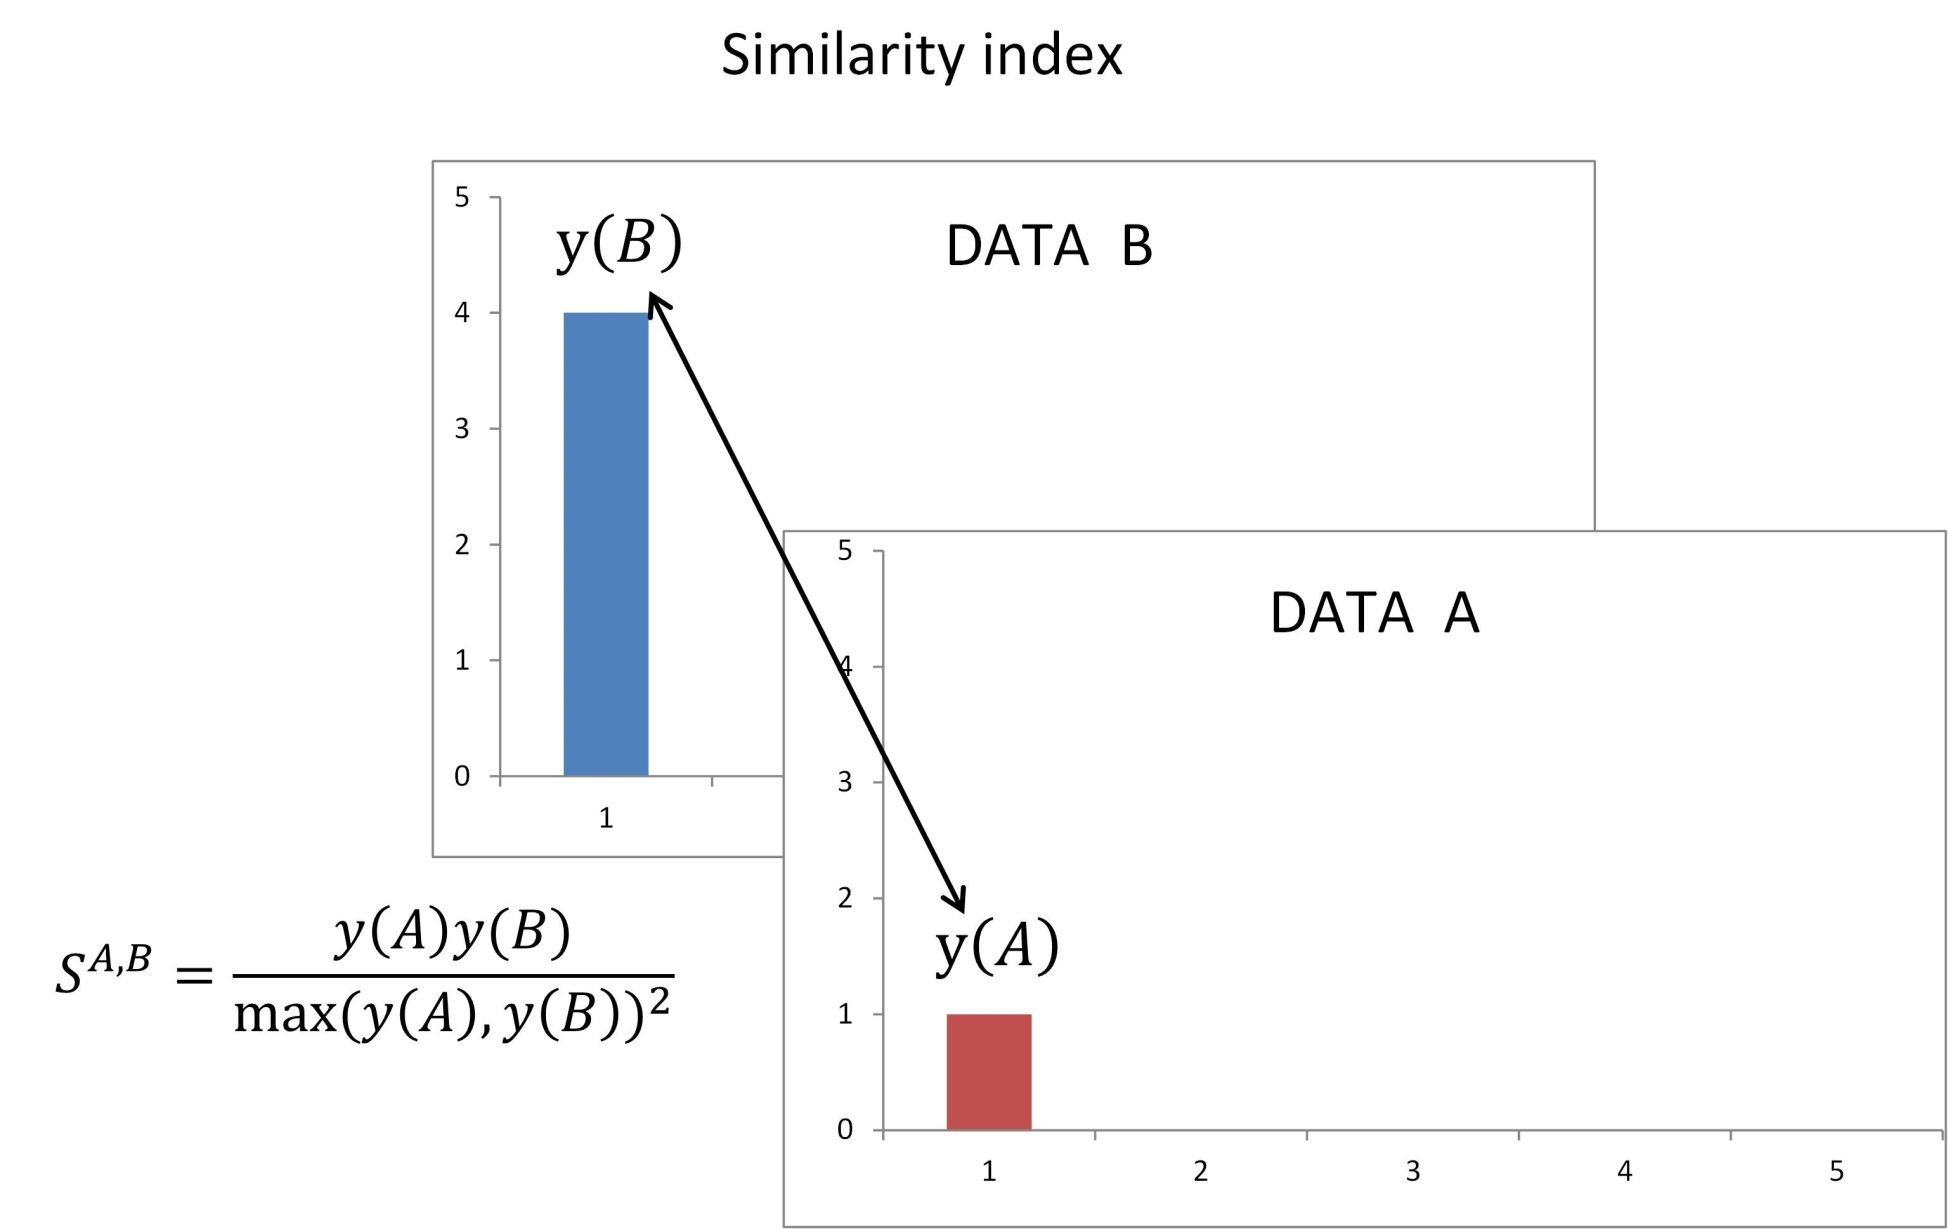 Similarity index
5
y(B)
DATA B
4
3
2
1
0
1
5
DATA A
4
3
2
y(A)
1
0
1 2 3 4 5
S^{A,B} = \frac{y(A)y(B)}{\max(y(A), y(B))^2}